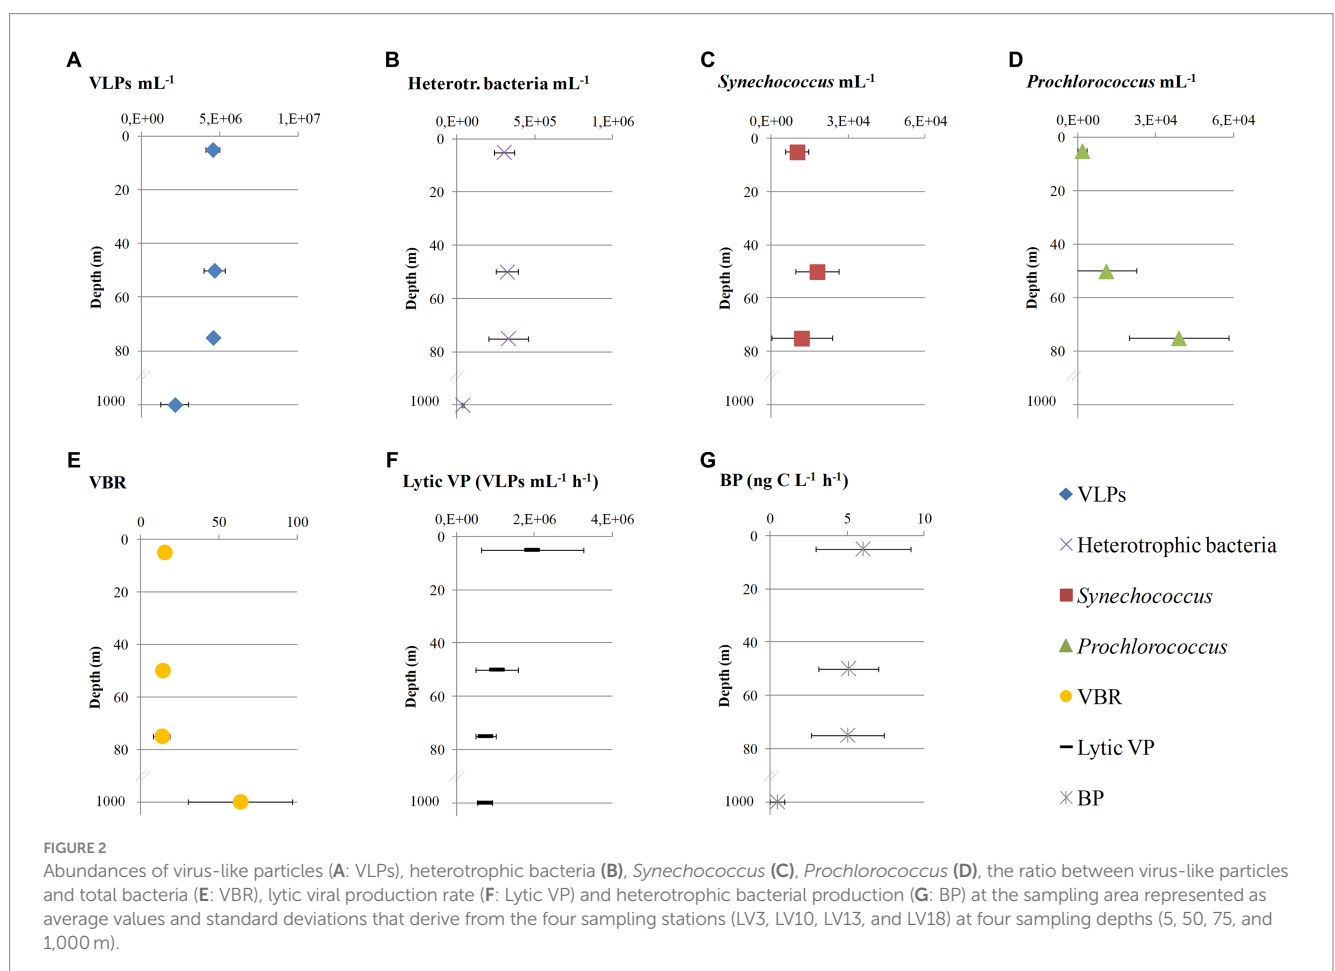 A
VLPs mL-1
0,E+00 5,E+06 1,E+07
0
20
40
60
80
1000
Depth (m)
B
Heterotr. bacteria mL-1
0,E+00 5,E+05 1,E+06
0
20
40
60
80
1000
Depth (m)
C
Synechococcus mL-1
0,E+00 3,E+04 6,E+04
0
20
40
60
80
1000
Depth (m)
D
Prochlorococcus mL-1
0,E+00 3,E+04 6,E+04
0
20
40
60
80
1000
Depth (m)
E
VBR
0 50 100
0
20
40
60
80
1000
Depth (m)
F
Lytic VP (VLPs mL-1 h-1)
0,E+00 2,E+06 4,E+06
0
20
40
60
80
1000
Depth (m)
G
BP (ng C L-1 h-1)
0 5 10
0
20
40
60
80
1000
Depth (m)
VLPs
Heterotrophic bacteria
Synechococcus
Prochlorococcus
VBR
Lytic VP
BP
FIGURE 2
Abundances of virus-like particles (A: VLPs), heterotrophic bacteria (B), Synechococcus (C), Prochlorococcus (D), the ratio between virus-like particles
and total bacteria (E: VBR), lytic viral production rate (F: Lytic VP) and heterotrophic bacterial production (G: BP) at the sampling area represented as
average values and standard deviations that derive from the four sampling stations (LV3, LV10, LV13, and LV18) at four sampling depths (5, 50, 75, and
1,000 m).